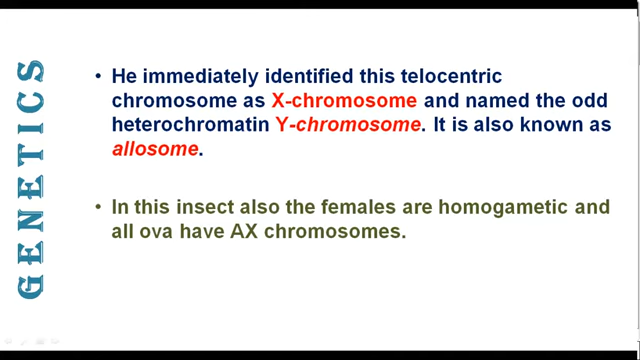 GENETICS
• He immediately identified this telocentric
chromosome as X-chromosome and named the odd
heterochromatin Y-chromosome. It is also known as
allosome.
• In this insect also the females are homogametic and
all ova have AX chromosomes.